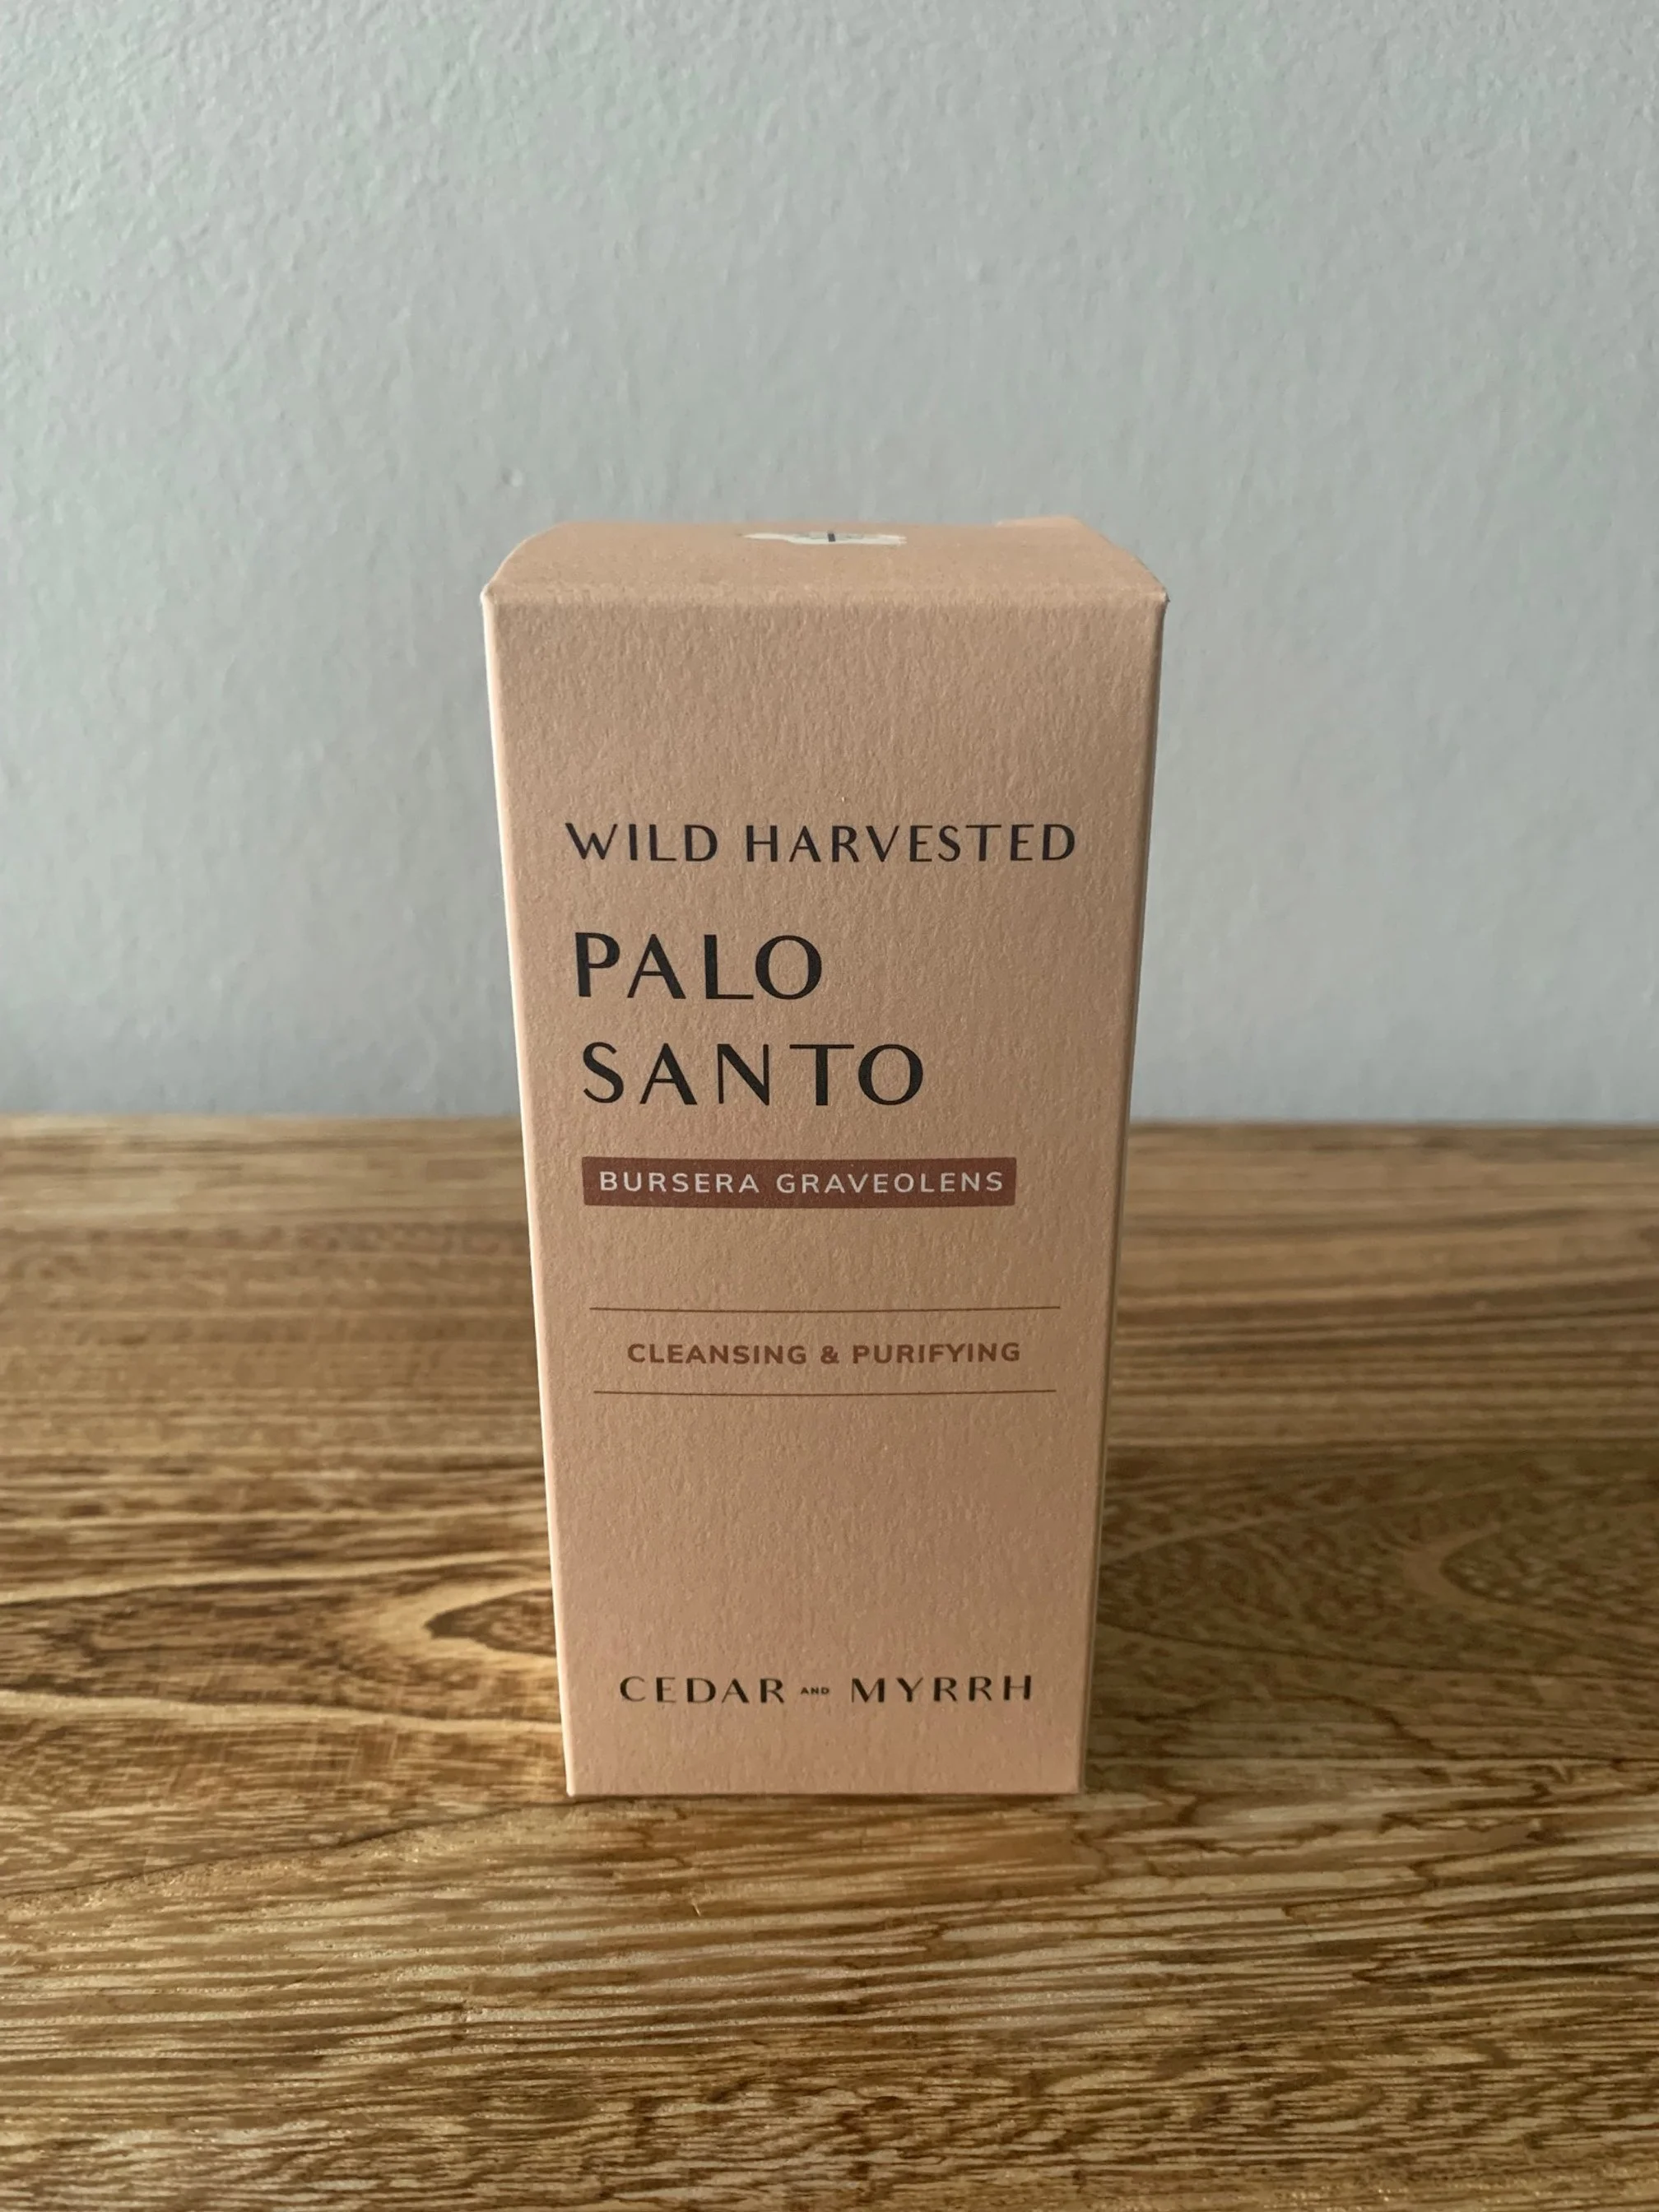 WILD HARVESTED
PALO
SANTO
BURSERA GRAVEOLENS
CLEANSING & PURIFYING
CEDAR AND MYRRH